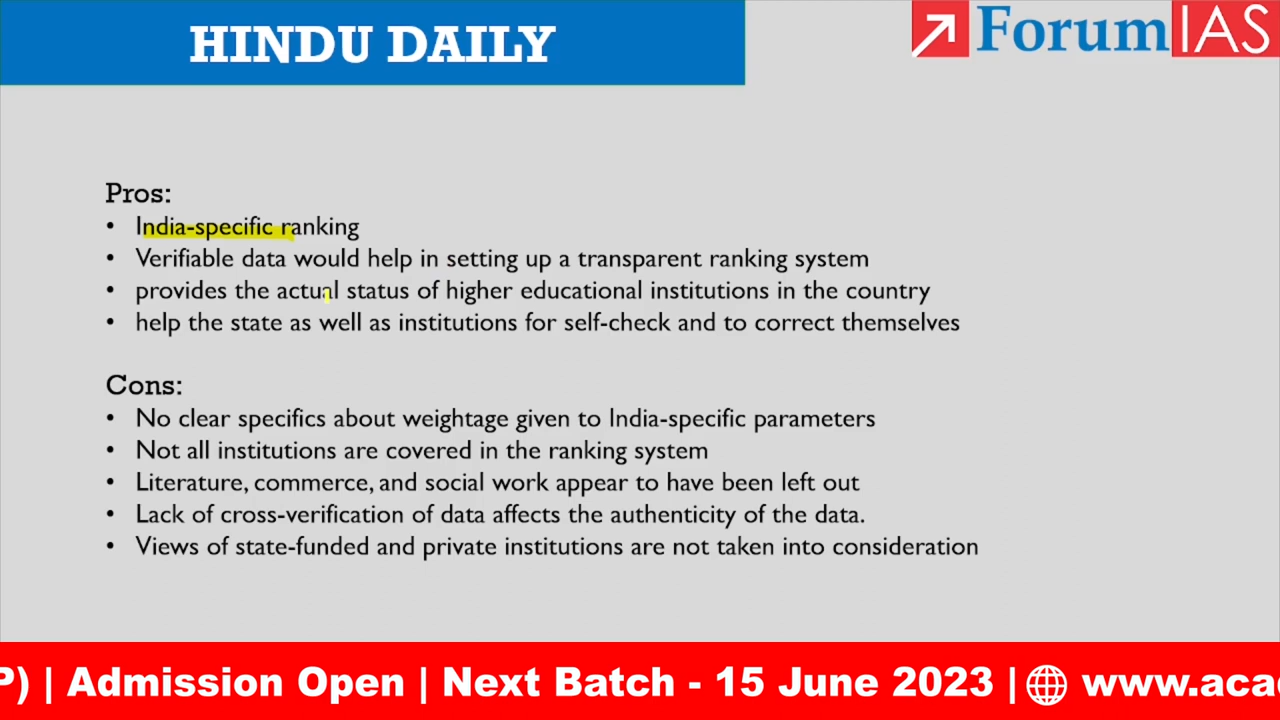 HINDU DAILY
Forum IAS
Pros:
• India-specific ranking
• Verifiable data would help in setting up a transparent ranking system
• provides the actual status of higher educational institutions in the country
• help the state as well as institutions for self-check and to correct themselves
Cons:
• No clear specifics about weightage given to India-specific parameters
• Not all institutions are covered in the ranking system
• Literature, commerce, and social work appear to have been left out
• Lack of cross-verification of data affects the authenticity of the data.
• Views of state-funded and private institutions are not taken into consideration
P) | Admission Open | Next Batch - 15 June 2023 | www.aca